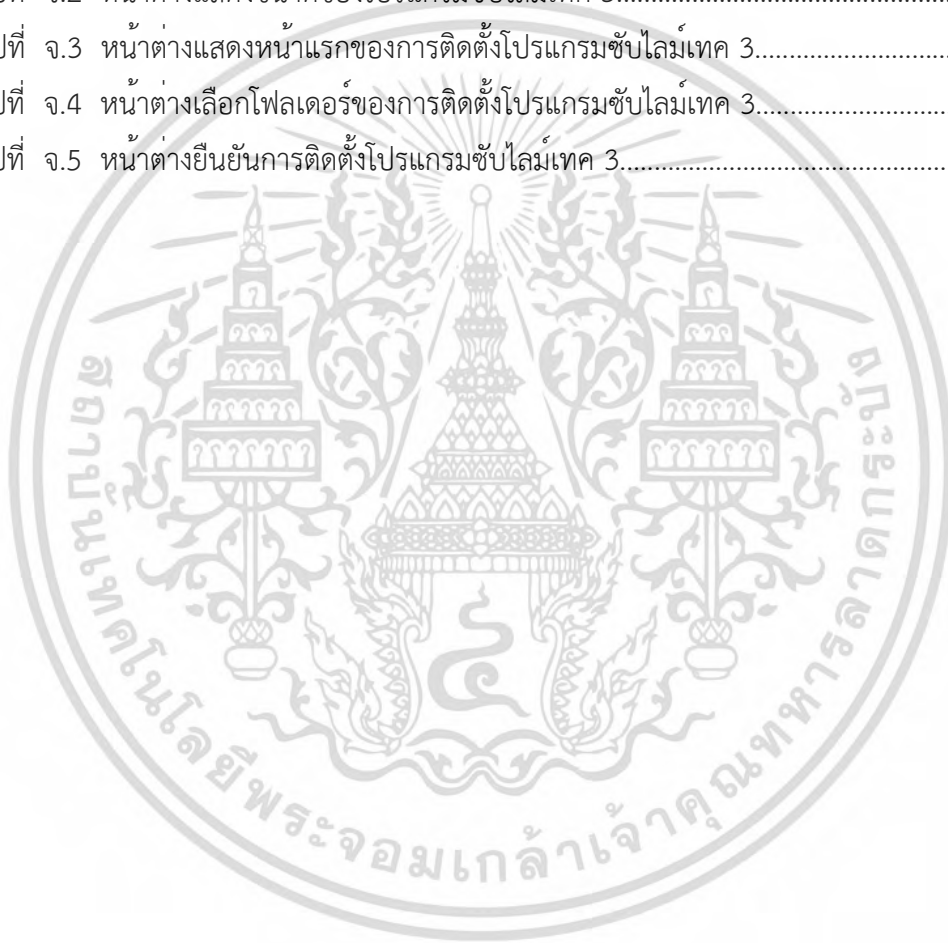 ปที่ จ.3 หน้าต่างแสดงหน้าแรกของการติดตั้งโปรแกรมซับไลม์เทค 3
ปที่ จ.4 หน้าต่างเลือกโฟลเดอร์ของการติดตั้งโปรแกรมซับไลม์เทค 3
ปที่ จ.5 หน้าต่างยืนยันการติดตั้งโปรแกรมซับไลม์เทค 3
สถาบันเทคโนโลยีพระจอมเกล้าเจ้าคุณทหารลาดกระบัง
๔